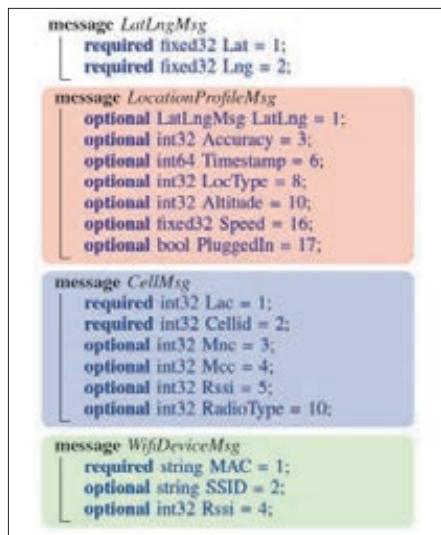 message LatLngMsg
required fixed32 Lat = 1;
required fixed32 Lng = 2;
message LocationProfileMsg
optional LatLngMsg LatLng = 1;
optional int32 Accuracy = 3;
optional int64 Timestamp = 6;
optional int32 LocType = 8;
optional int32 Altitude = 10;
optional fixed32 Speed = 16;
optional bool PluggedIn = 17;
message CellMsg
required int32 Lac = 1;
required int32 Cellid = 2;
optional int32 Mnc = 3;
optional int32 Mcc = 4;
optional int32 Rssi = 5;
optional int32 RadioType = 10;
message WifiDeviceMsg
required string MAC = 1;
optional string SSID = 2;
optional int32 Rssi = 4;